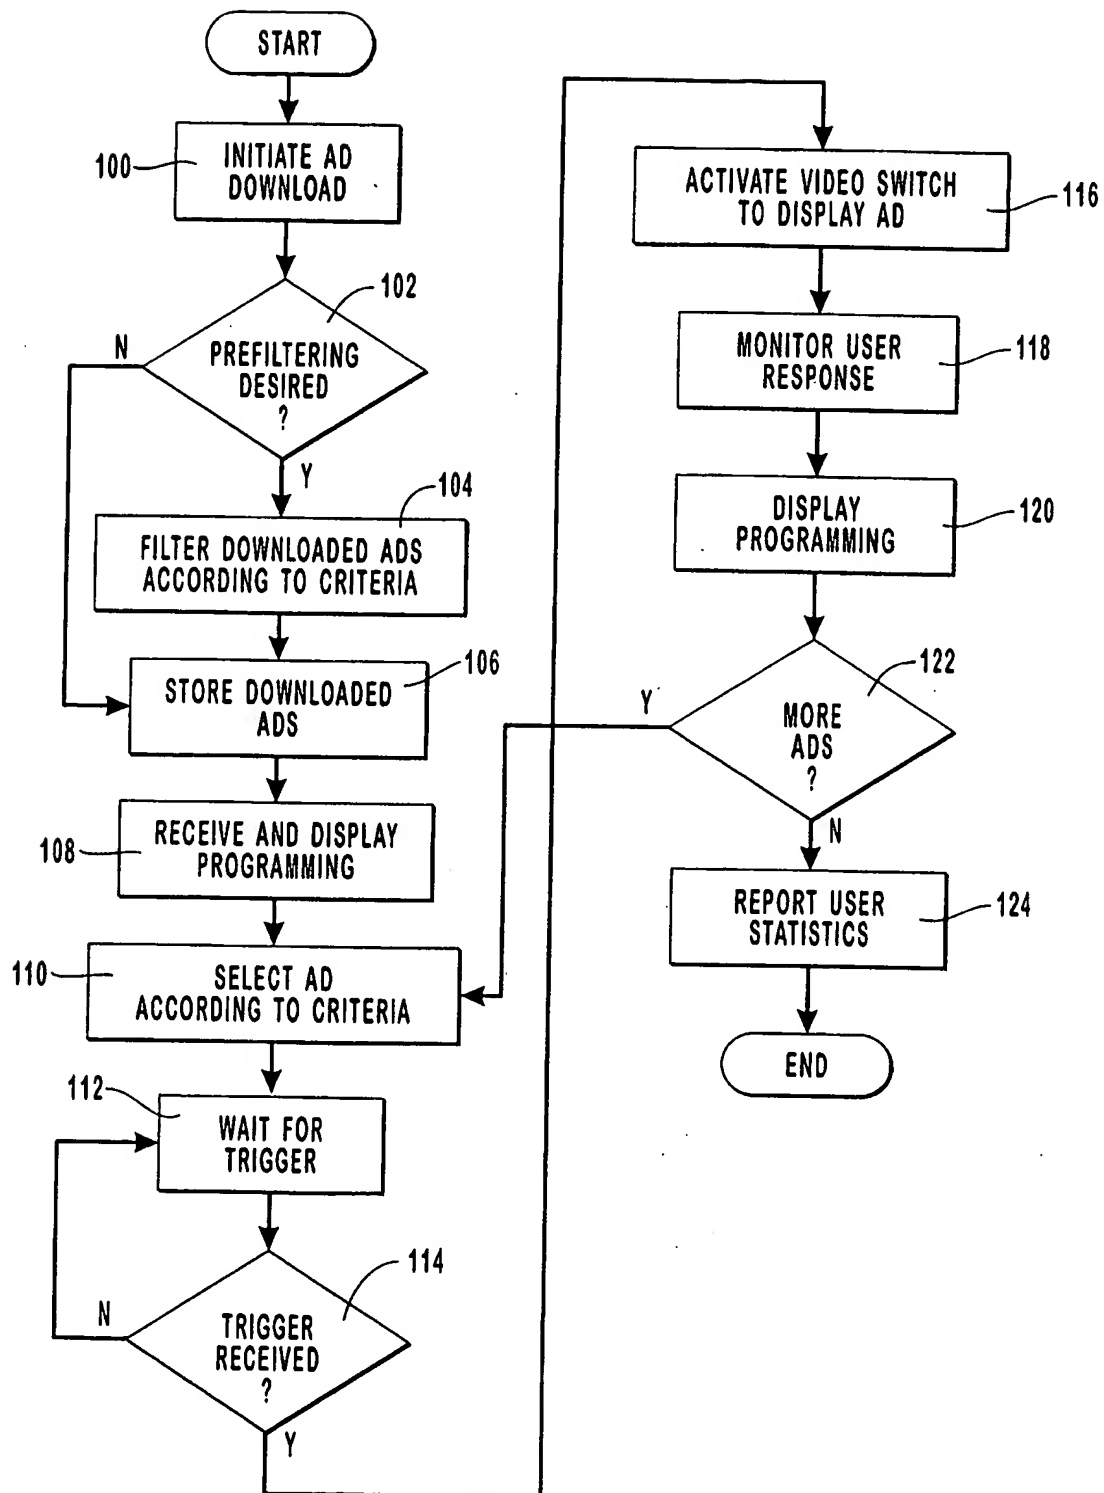 START
100
INITIATE AD
DOWNLOAD
102
N
PREFILTERING
DESIRED
?
Y
104
FILTER DOWNLOADED ADS
ACCORDING TO CRITERIA
106
STORE DOWNLOADED
ADS
108
RECEIVE AND DISPLAY
PROGRAMMING
110
SELECT AD
ACCORDING TO CRITERIA
112
WAIT FOR
TRIGGER
114
N
TRIGGER
RECEIVED
?
Y
ACTIVATE VIDEO SWITCH
TO DISPLAY AD
116
MONITOR USER
RESPONSE
118
DISPLAY
PROGRAMMING
120
122
Y
MORE
ADS
?
N
REPORT USER
STATISTICS
124
END